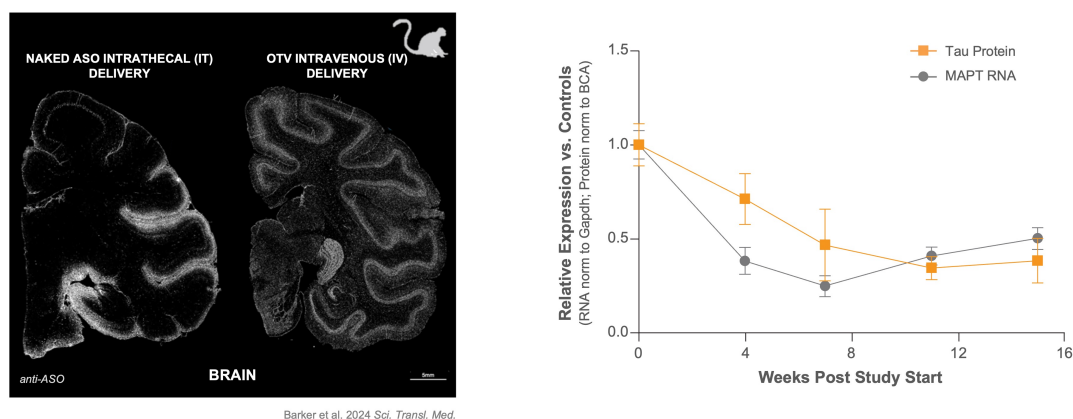 NAKED ASO INTRATHECAL (IT)
DELIVERY
OTV INTRAVENOUS (IV)
DELIVERY
anti-ASO
BRAIN
5mm
Barker et al. 2024 Sci. Transl. Med.
Relative Expression vs. Controls
(RNA norm to Gapdh; Protein norm to BCA)
1.5
1.0
0.5
0.0
Tau Protein
MAPT RNA
0
4
8
12
16
Weeks Post Study Start